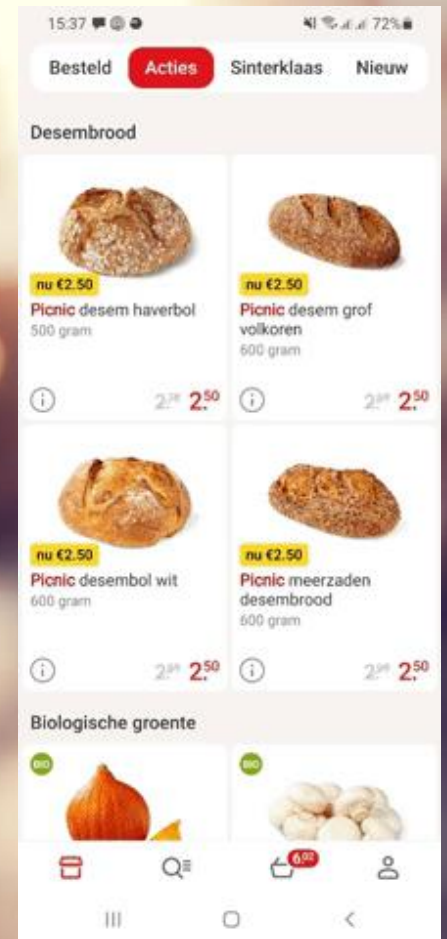 15:37
72%
Besteld Acties Sinterklaas Nieuw
Desembrood
nu €2.50
Picnic desem haverbol
500 gram
2.50
nu €2.50
Picnic desem grof
volkoren
600 gram
2.50
nu €2.50
Picnic desembol wit
600 gram
2.50
nu €2.50
Picnic meerzaden
desembrood
600 gram
2.50
Biologische groente
BIO
BIO
6.02